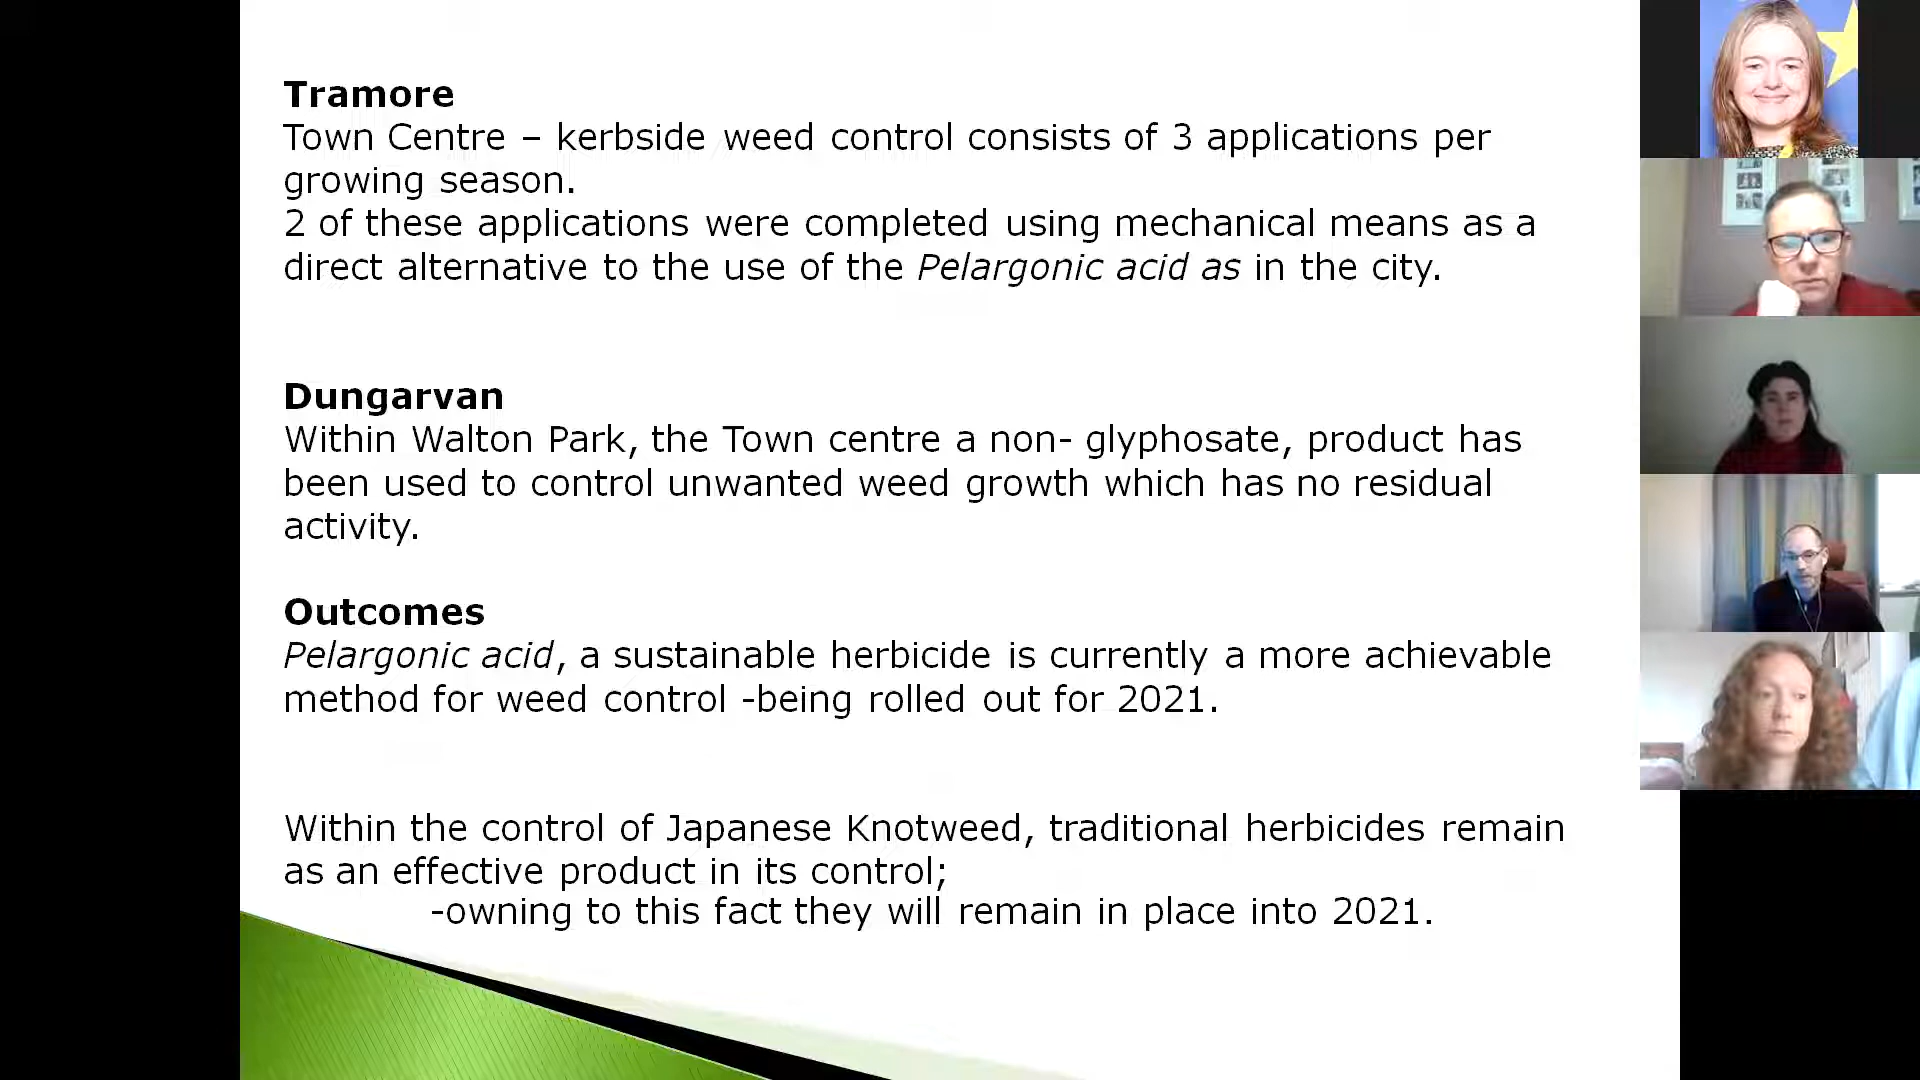 Tramore
Town Centre – kerbside weed control consists of 3 applications per
growing season.
2 of these applications were completed using mechanical means as a
direct alternative to the use of the Pelargonic acid as in the city.
Dungarvan
Within Walton Park, the Town centre a non- glyphosate, product has
been used to control unwanted weed growth which has no residual
activity.
Outcomes
Pelargonic acid, a sustainable herbicide is currently a more achievable
method for weed control -being rolled out for 2021.
Within the control of Japanese Knotweed, traditional herbicides remain
as an effective product in its control;
-owning to this fact they will remain in place into 2021.